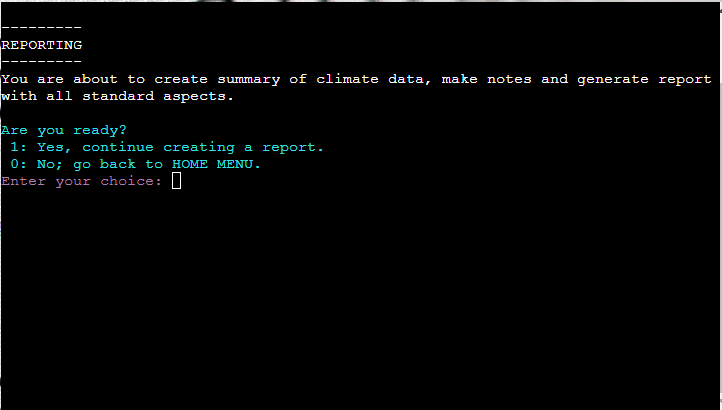 ---------
REPORTING
---------
You are about to create summary of climate data, make notes and generate report
with all standard aspects.
Are you ready?
1: Yes, continue creating a report.
0: No; go back to HOME MENU.
Enter your choice: